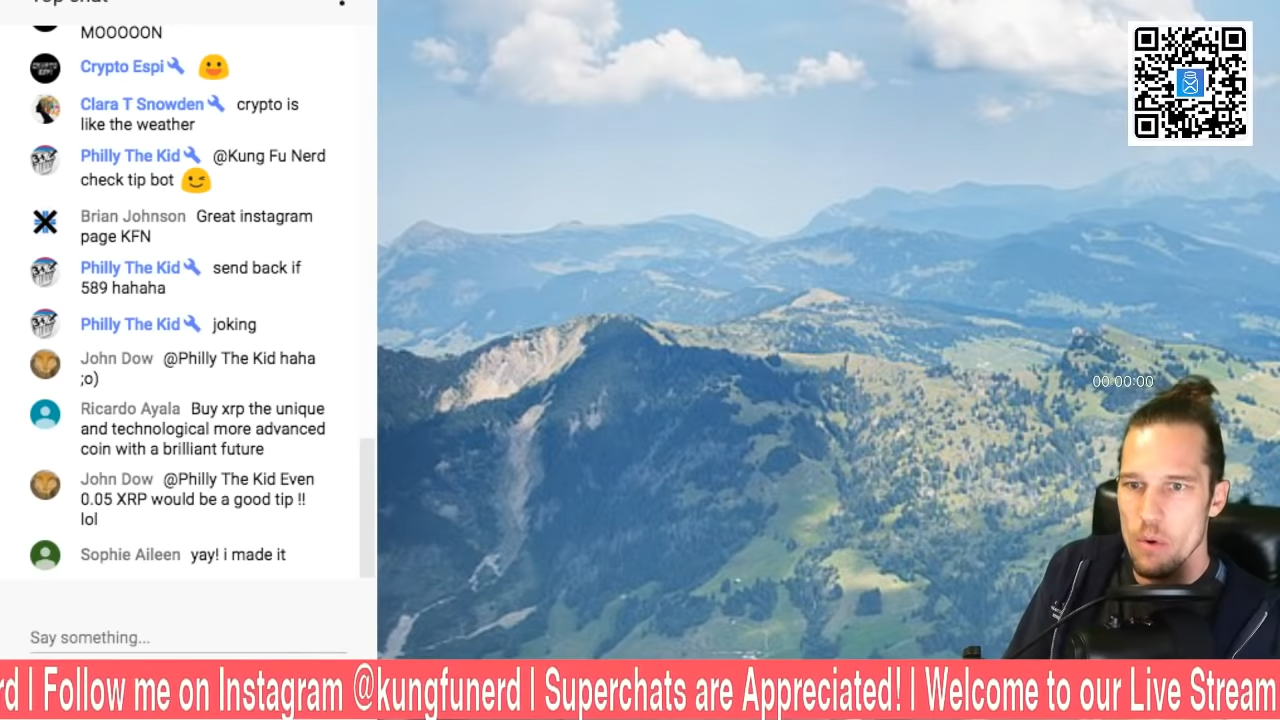 MOOOOON
Crypto Espi
Clara T Snowden crypto is
like the weather
Philly The Kid @Kung Fu Nerd
check tip bot
Brian Johnson Great instagram
page KFN
Philly The Kid send back if
589 hahaha
Philly The Kid joking
John Dow @Philly The Kid haha
;o)
Ricardo Ayala Buy xrp the unique
and technological more advanced
coin with a brilliant future
John Dow @Philly The Kid Even
0.05 XRP would be a good tip !!
lol
Sophie Aileen yay! i made it
Say something...
00:00:00
rd | Follow me on Instagram @kungfunerd | Superchats are Appreciated! | Welcome to our Live Stream